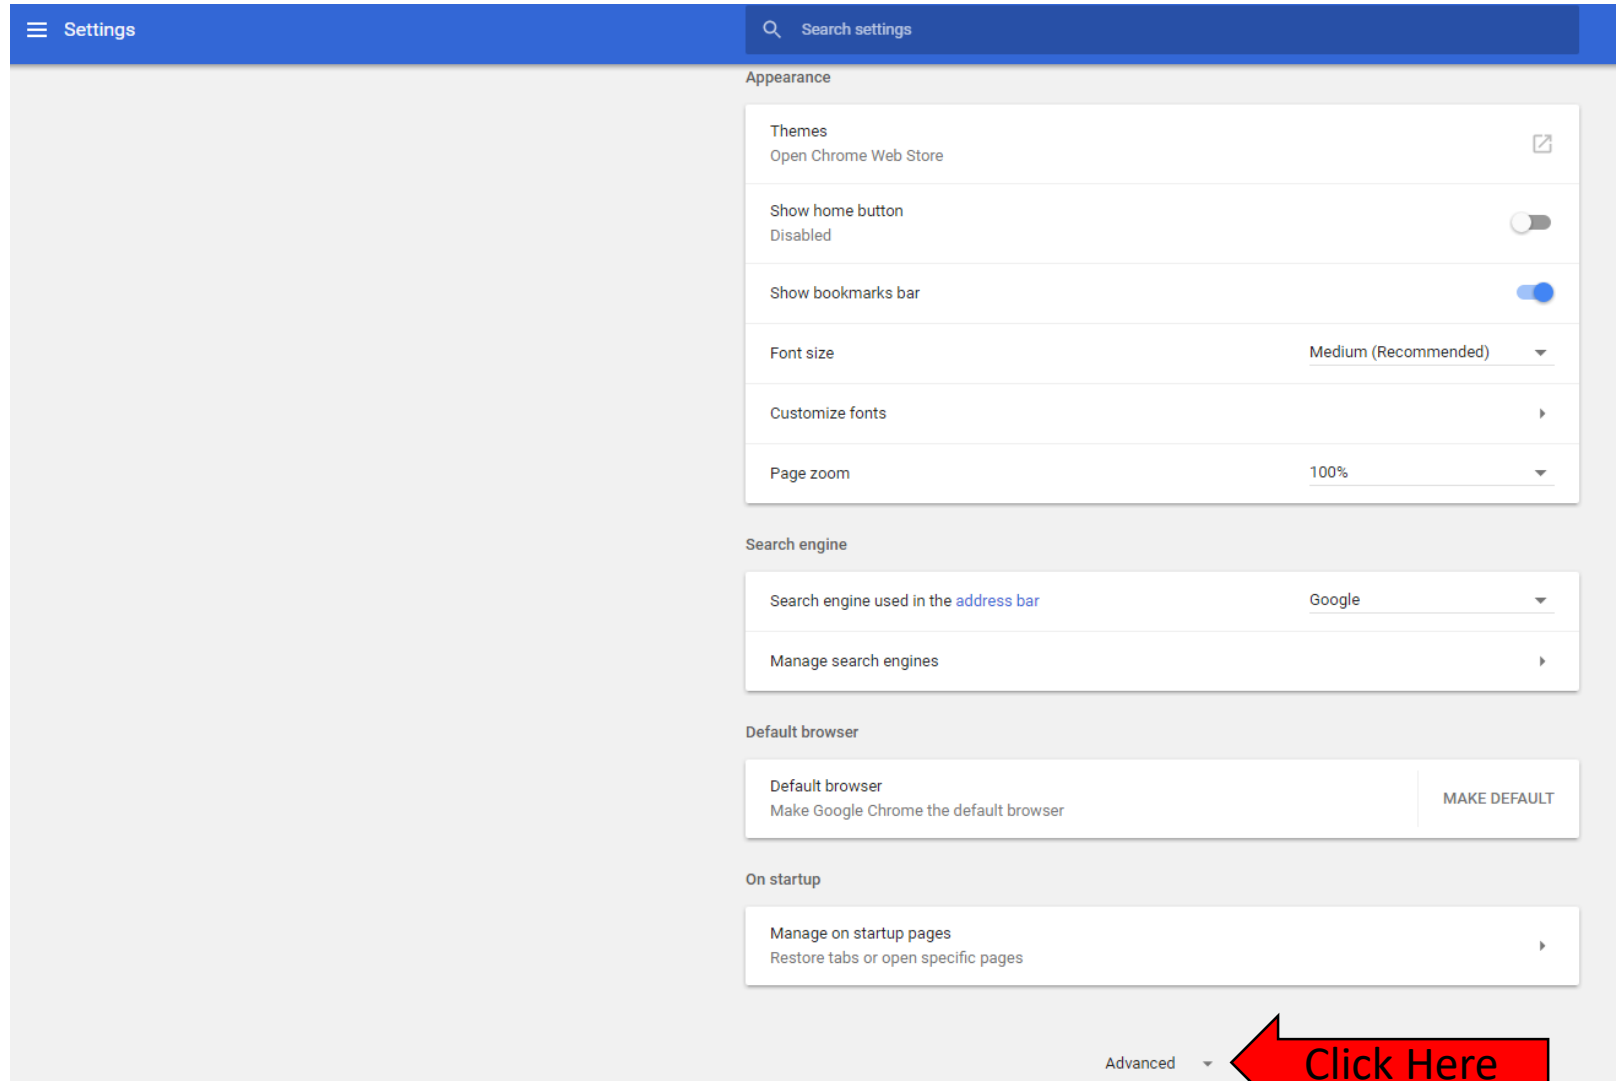 Settings
Search settings
Appearance
Themes
Open Chrome Web Store
Show home button
Disabled
Show bookmarks bar
Font size
Medium (Recommended)
Customize fonts
Page zoom
100%
Search engine
Search engine used in the address bar
Google
Manage search engines
Default browser
Default browser
Make Google Chrome the default browser
MAKE DEFAULT
On startup
Manage on startup pages
Restore tabs or open specific pages
Advanced
Click Here